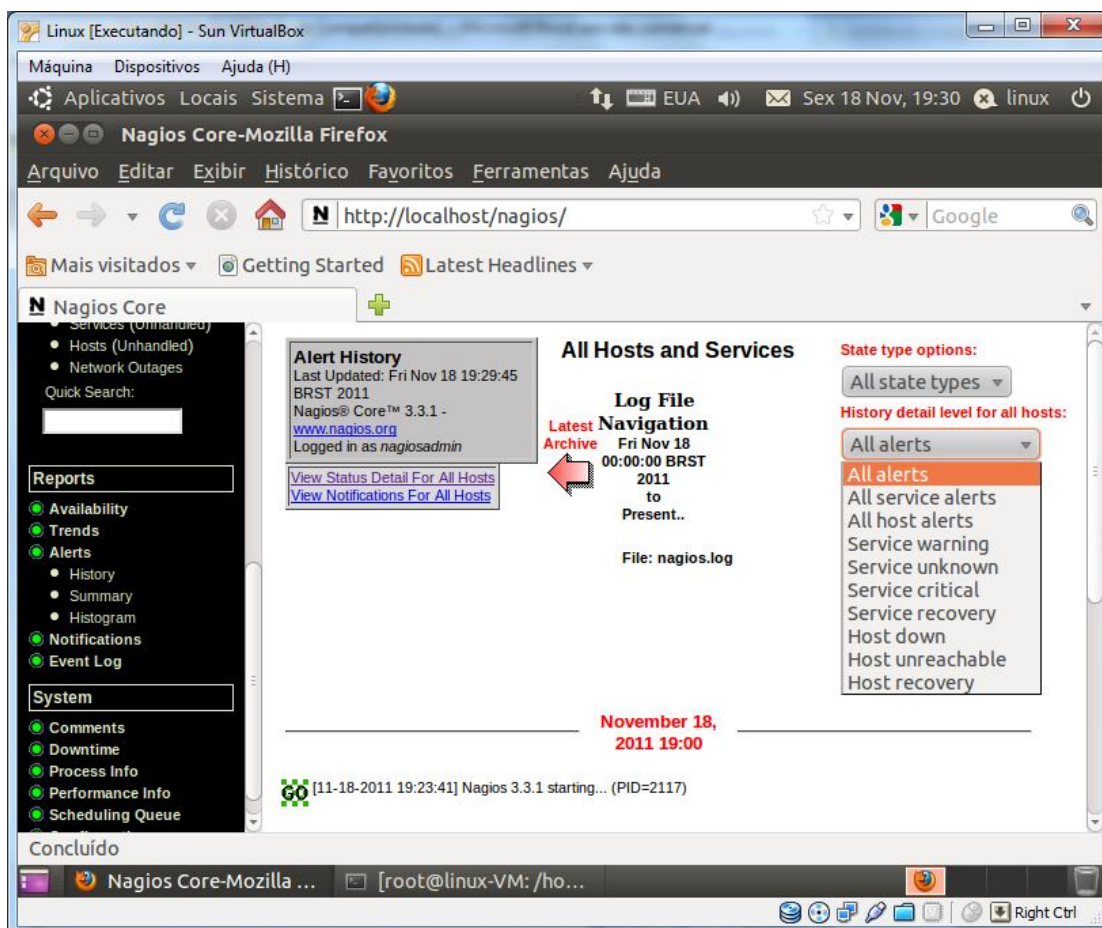 Linux [Executando] - Sun VirtualBox
Máquina Dispositivos Ajuda (H)
Aplicativos Locais Sistema EUA Sex 18 Nov, 19:30 linux
Nagios Core-Mozilla Firefox
Arquivo Editar Exibir Histórico Favoritos Ferramentas Ajuda
N http://localhost/nagios/ Google
Mais visitados Getting Started Latest Headlines
N Nagios Core
Services (Unhandled)
Hosts (Unhandled)
Network Outages
Quick Search:
Reports
Availability
Trends
Alerts
History
Summary
Histogram
Notifications
Event Log
System
Comments
Downtime
Process Info
Performance Info
Scheduling Queue
Alert History
Last Updated: Fri Nov 18 19:29:45
BRST 2011
Nagios® Core™ 3.3.1 -
www.nagios.org
Logged in as nagiosadmin
View Status Detail For All Hosts
View Notifications For All Hosts
All Hosts and Services
Latest
Archive
Log File
Navigation
Fri Nov 18
00:00:00 BRST
2011
to
Present..
File: nagios.log
State type options:
All state types
History detail level for all hosts:
All alerts
All alerts
All service alerts
All host alerts
Service warning
Service unknown
Service critical
Service recovery
Host down
Host unreachable
Host recovery
November 18,
2011 19:00
GO [11-18-2011 19:23:41] Nagios 3.3.1 starting... (PID=2117)
Concluído
Nagios Core-Mozilla ... [root@linux-VM: /ho...
Right Ctrl